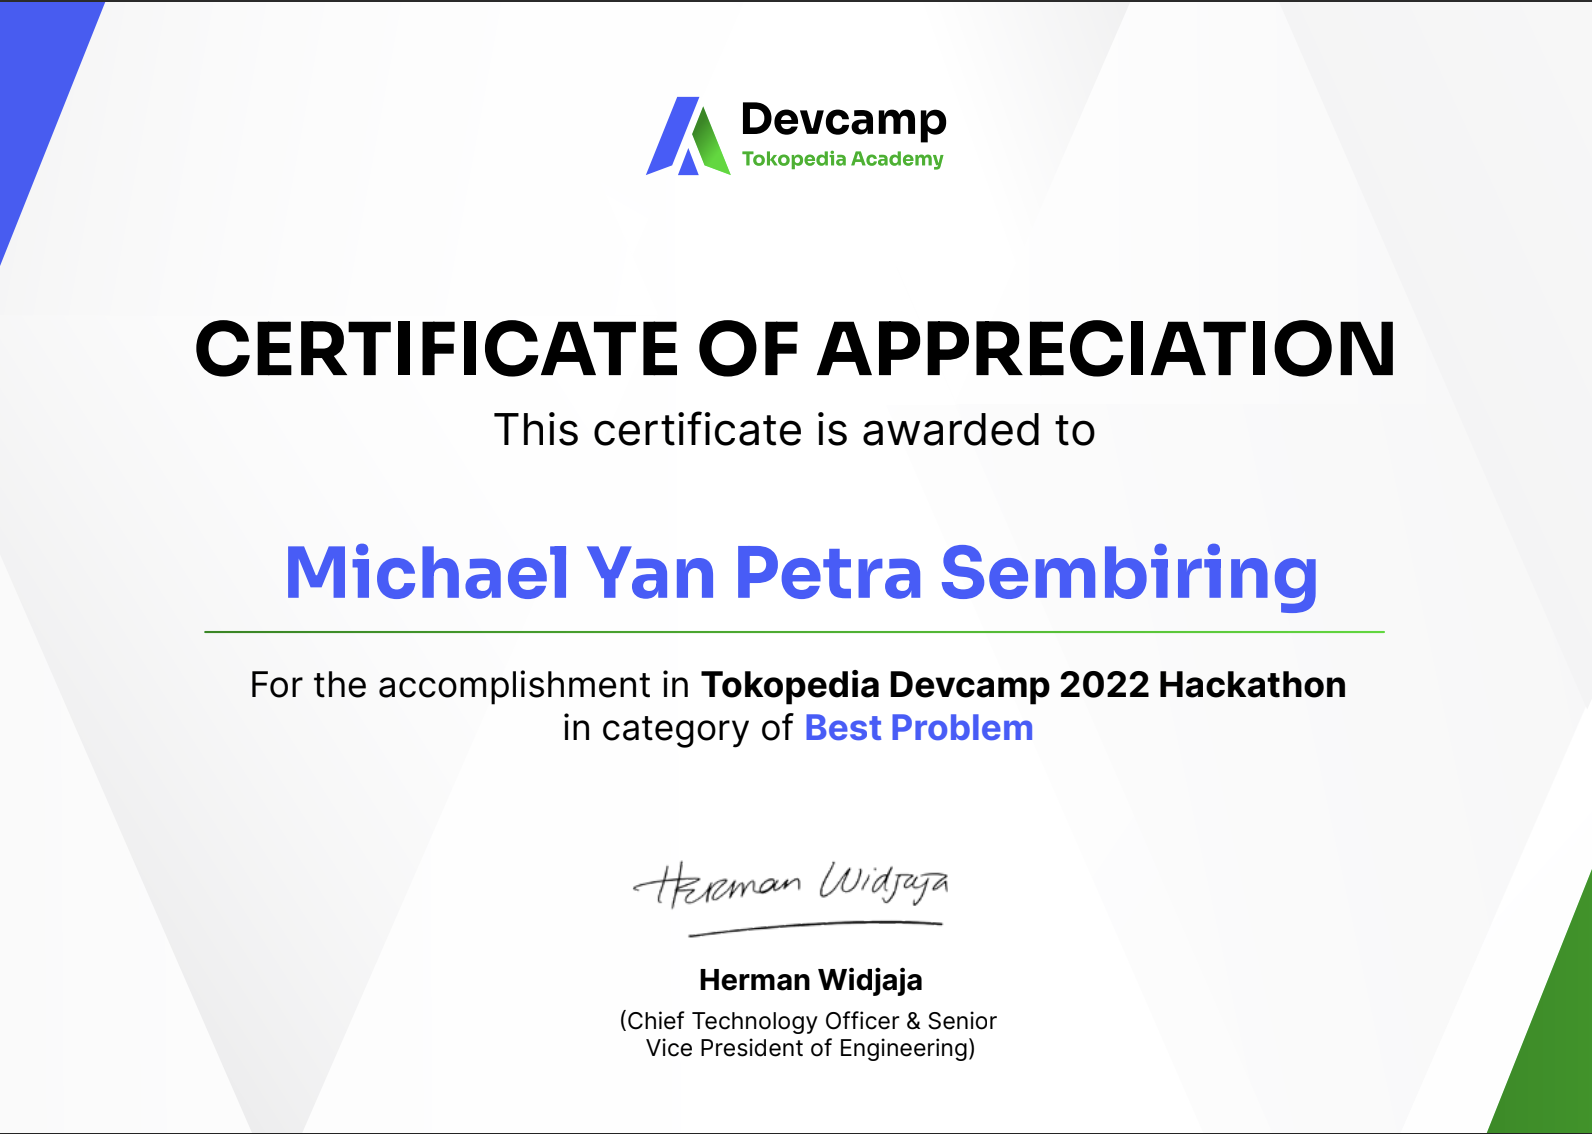 Devcamp
Tokopedia Academy
CERTIFICATE OF APPRECIATION
This certificate is awarded to
Michael Yan Petra Sembiring
For the accomplishment in Tokopedia Devcamp 2022 Hackathon
in category of Best Problem
Herman Widjaja
Herman Widjaja
(Chief Technology Officer & Senior
Vice President of Engineering)